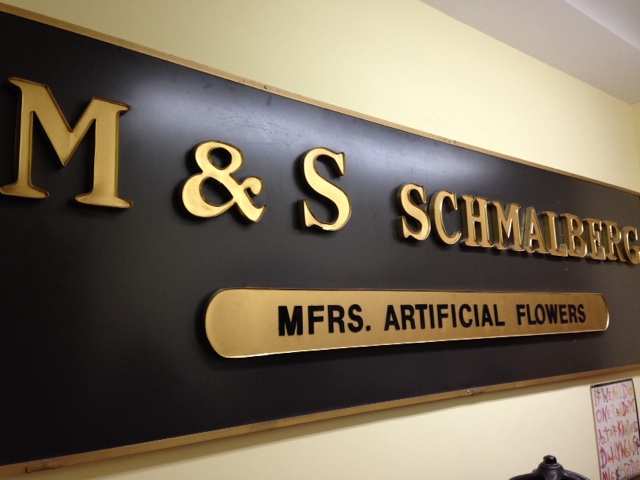 M & S SCHMALBERG
MFRS. ARTIFICIAL FLOWERS